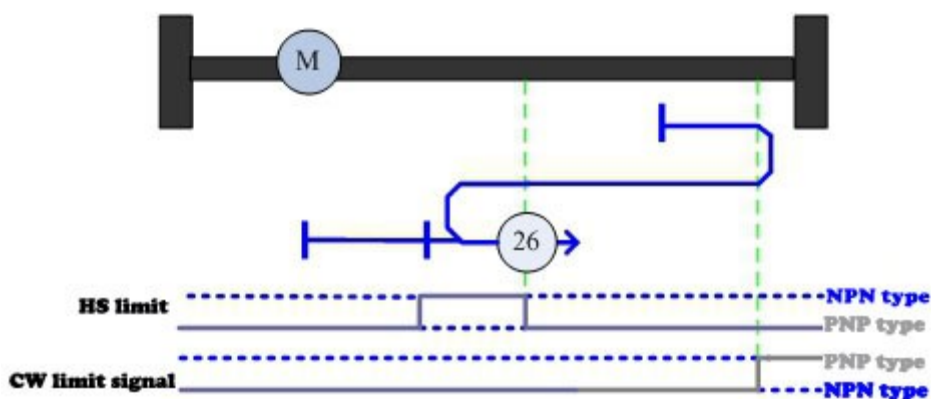 M
26
HS limit
NPN type
PNP type
PNP type
CW limit signal
NPN type